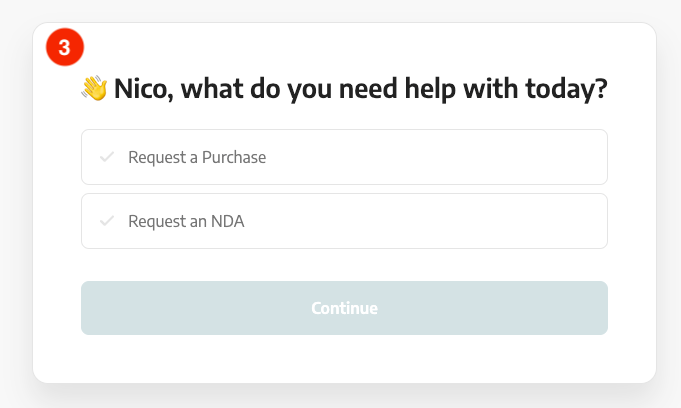 3
👋 Nico, what do you need help with today?
Request a Purchase
Request an NDA
Continue